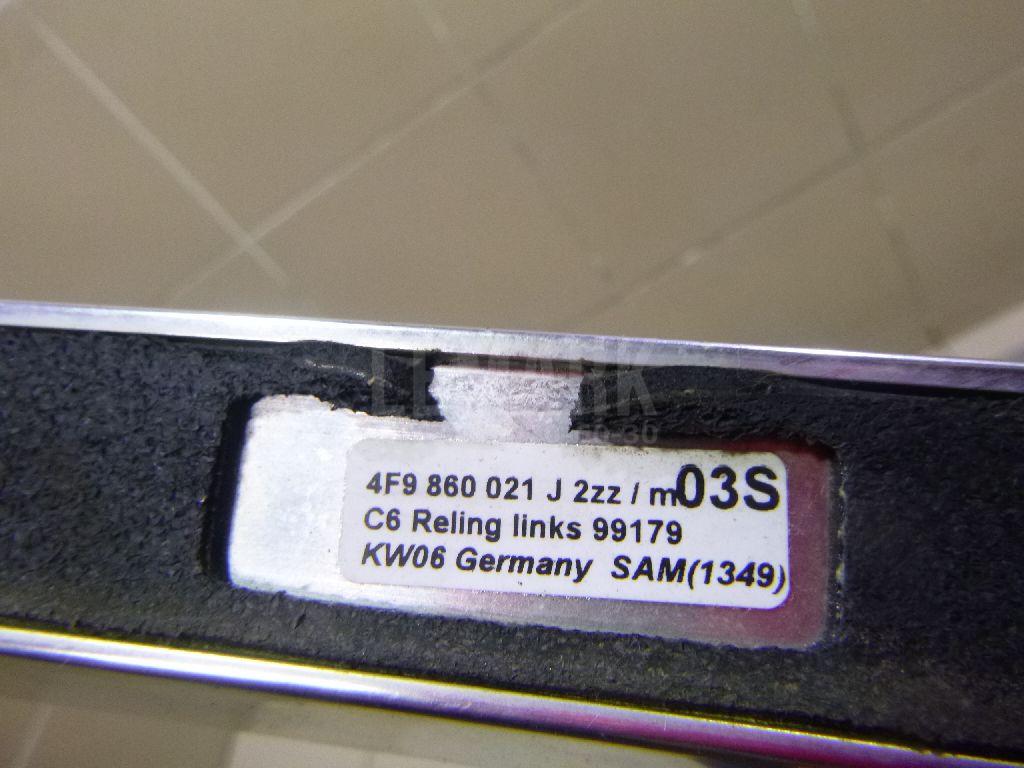 4F9 860 021 J 2zz / m03S
C6 Reling links 99179
KW06 Germany SAM(1349)